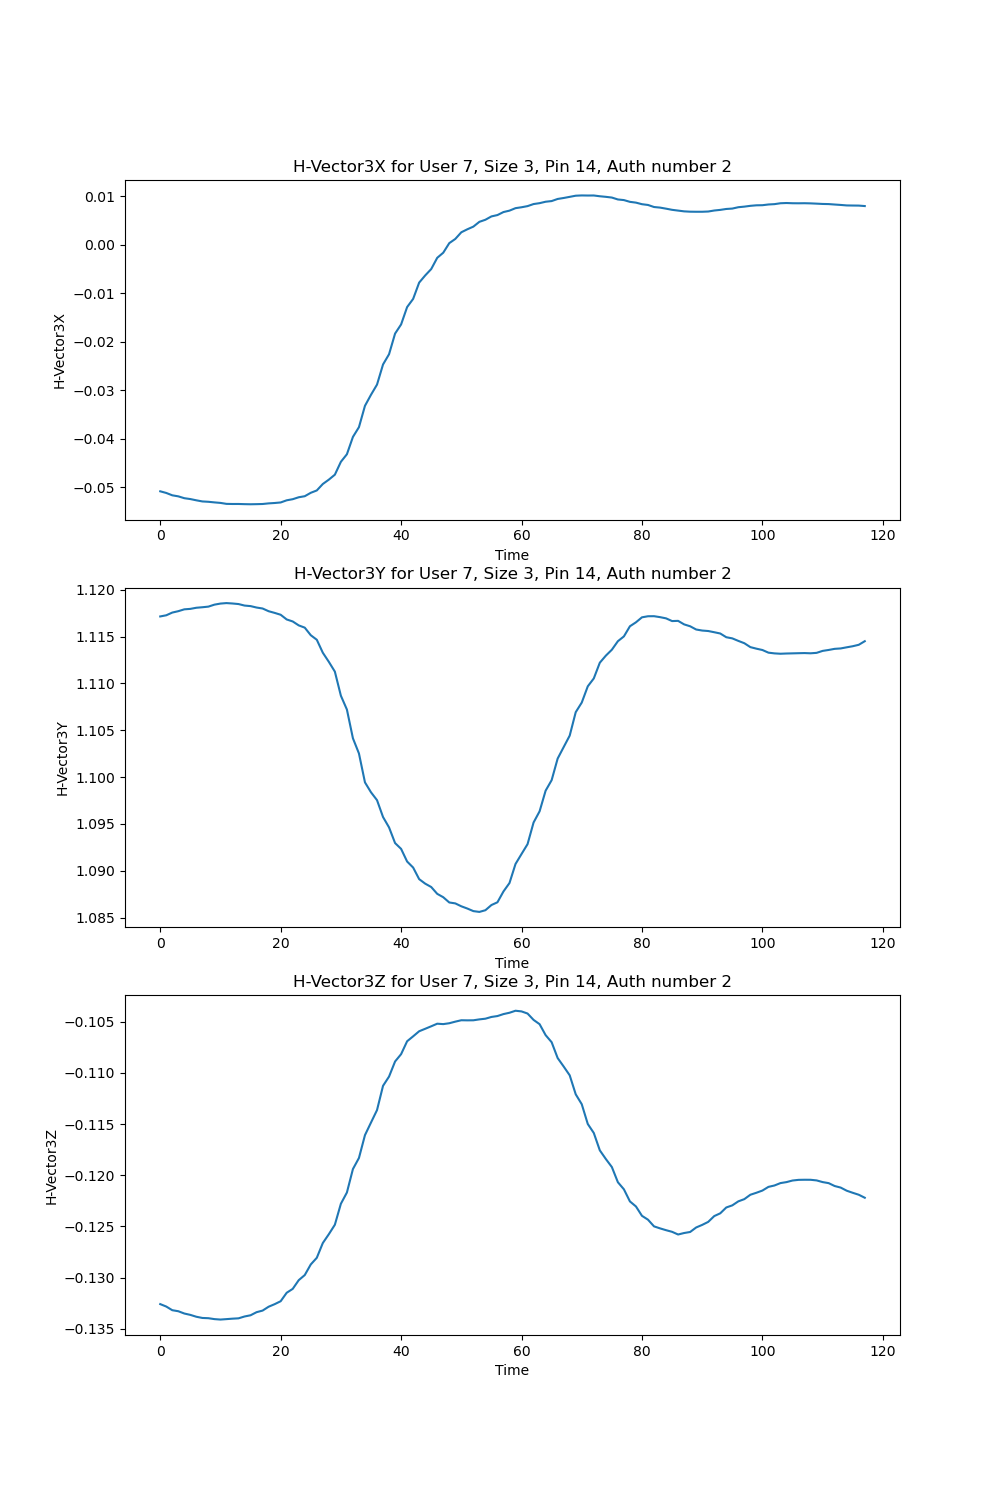 H-Vector3X for User 7, Size 3, Pin 14, Auth number 2
0.01
0.00
−0.01
−0.02
−0.03
−0.04
−0.05
H-Vector3X
0 20 40 60 80 100 120
Time
H-Vector3Y for User 7, Size 3, Pin 14, Auth number 2
1.120
1.115
1.110
1.105
1.100
1.095
1.090
1.085
H-Vector3Y
0 20 40 60 80 100 120
Time
H-Vector3Z for User 7, Size 3, Pin 14, Auth number 2
−0.105
−0.110
−0.115
−0.120
−0.125
−0.130
−0.135
H-Vector3Z
0 20 40 60 80 100 120
Time